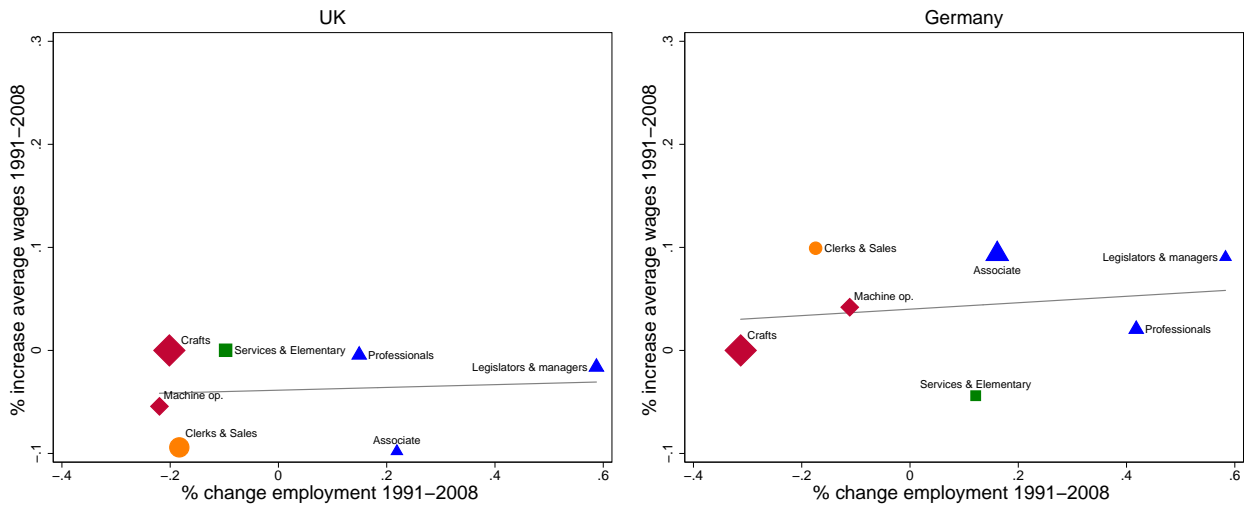 UK
% increase average wages 1991−2008
.3
.2
.1
0
−.1
Crafts
Services & Elementary
Professionals
Legislators & managers
Machine op.
Clerks & Sales
Associate
−.4
−.2
0
.2
.4
.6
% change employment 1991−2008
Germany
% increase average wages 1991−2008
.3
.2
.1
0
−.1
Clerks & Sales
Associate
Legislators & managers
Machine op.
Crafts
Professionals
Services & Elementary
−.4
−.2
0
.2
.4
.6
% change employment 1991−2008